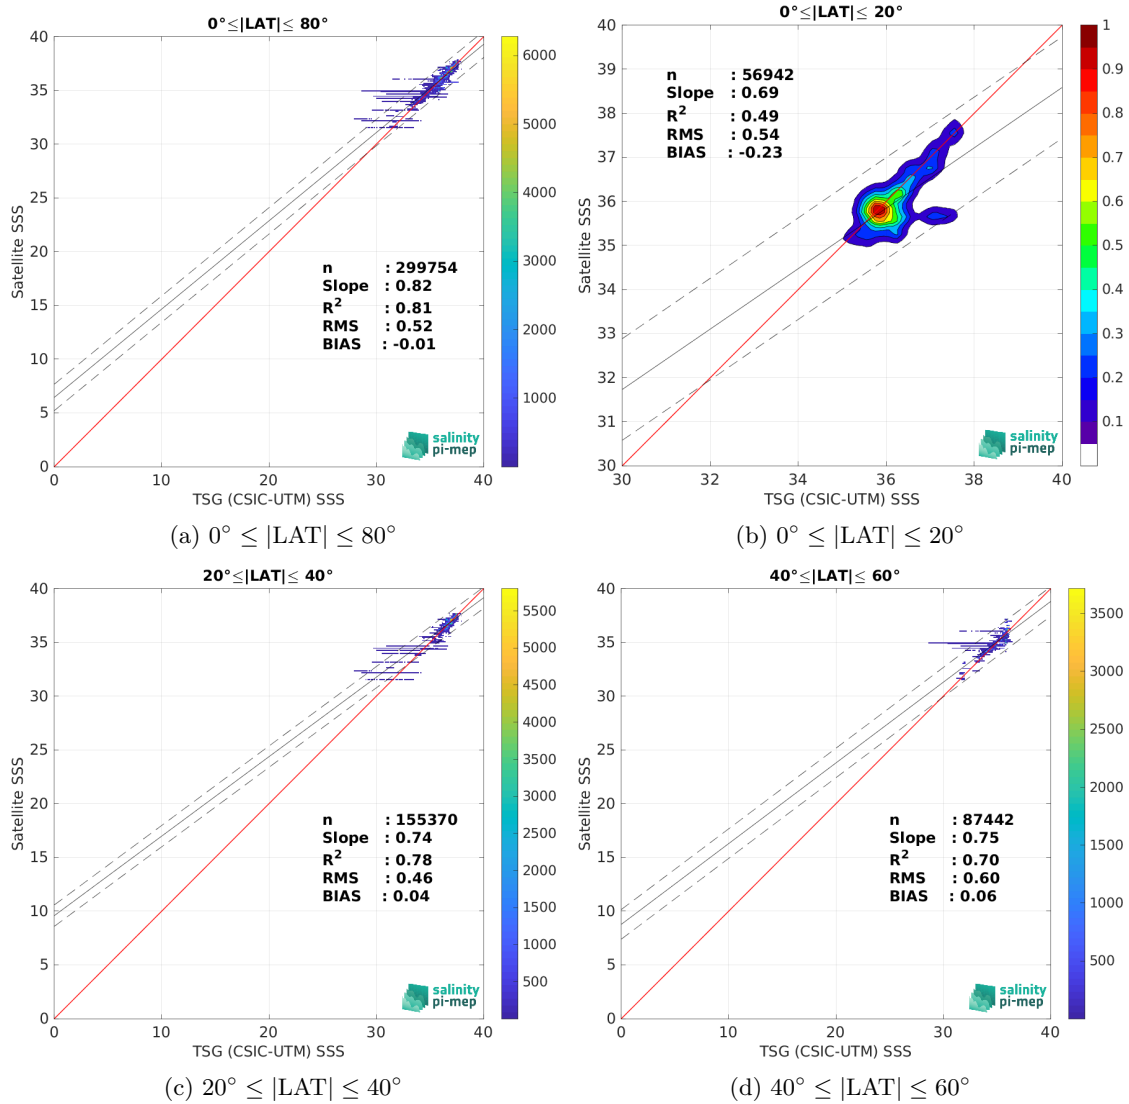 0°≤|LAT|≤ 80°
40
35
30
25
20
15
10
5
0
0
10
20
30
40
Satellite SSS
TSG (CSIC-UTM) SSS
n : 299754
Slope : 0.82
R² : 0.81
RMS : 0.52
BIAS : -0.01
salinity
pi-mep
6000
5000
4000
3000
2000
1000
(a) 0° ≤ |LAT| ≤ 80°
0°≤|LAT|≤ 20°
40
39
38
37
36
35
34
33
32
31
30
30
32
34
36
38
40
Satellite SSS
TSG (CSIC-UTM) SSS
n : 56942
Slope : 0.69
R² : 0.49
RMS : 0.54
BIAS : -0.23
salinity
pi-mep
1
0.9
0.8
0.7
0.6
0.5
0.4
0.3
0.2
0.1
(b) 0° ≤ |LAT| ≤ 20°
20°≤|LAT|≤ 40°
40
35
30
25
20
15
10
5
0
0
10
20
30
40
Satellite SSS
TSG (CSIC-UTM) SSS
n : 155370
Slope : 0.74
R² : 0.78
RMS : 0.46
BIAS : 0.04
salinity
pi-mep
5500
5000
4500
4000
3500
3000
2500
2000
1500
1000
500
(c) 20° ≤ |LAT| ≤ 40°
40°≤|LAT|≤ 60°
40
35
30
25
20
15
10
5
0
0
10
20
30
40
Satellite SSS
TSG (CSIC-UTM) SSS
n : 87442
Slope : 0.75
R² : 0.70
RMS : 0.60
BIAS : 0.06
salinity
pi-mep
3500
3000
2500
2000
1500
1000
500
(d) 40° ≤ |LAT| ≤ 60°